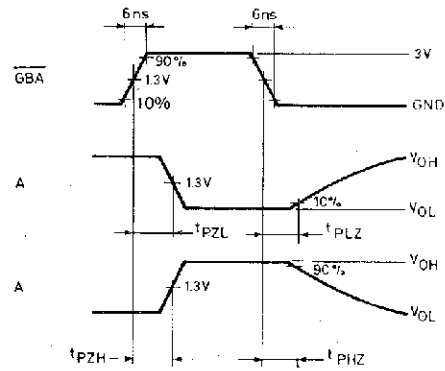 6ns 6ns
90% 3V
GBA 1.3V
10% GND
VOH
A 1.3V
10% VOL
tPZL tPLZ
VOH
90%
A 1.3V
VOL
tPZH tPHZ